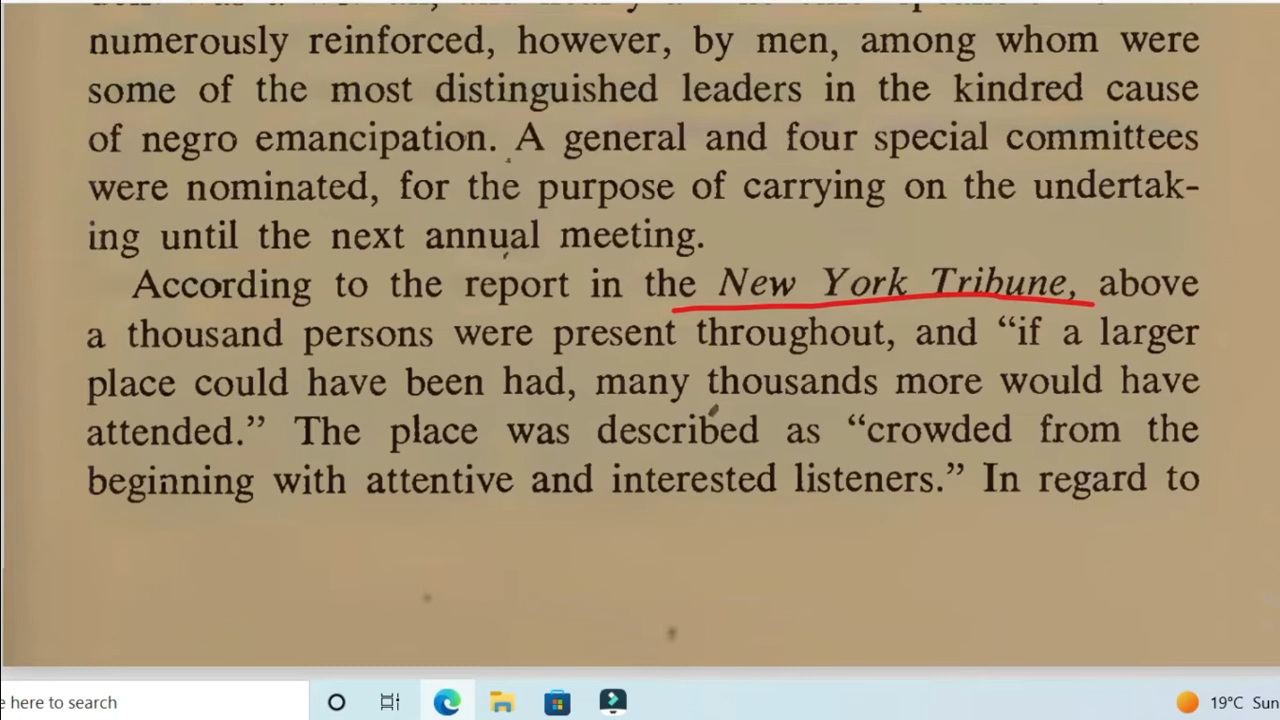 numerously reinforced, however, by men, among whom were
some of the most distinguished leaders in the kindred cause
of negro emancipation. A general and four special committees
were nominated, for the purpose of carrying on the undertak-
ing until the next annual meeting.
According to the report in the New York Tribune, above
a thousand persons were present throughout, and “if a larger
place could have been had, many thousands more would have
attended.” The place was described as “crowded from the
beginning with attentive and interested listeners.” In regard to
here to search
19°C Sun